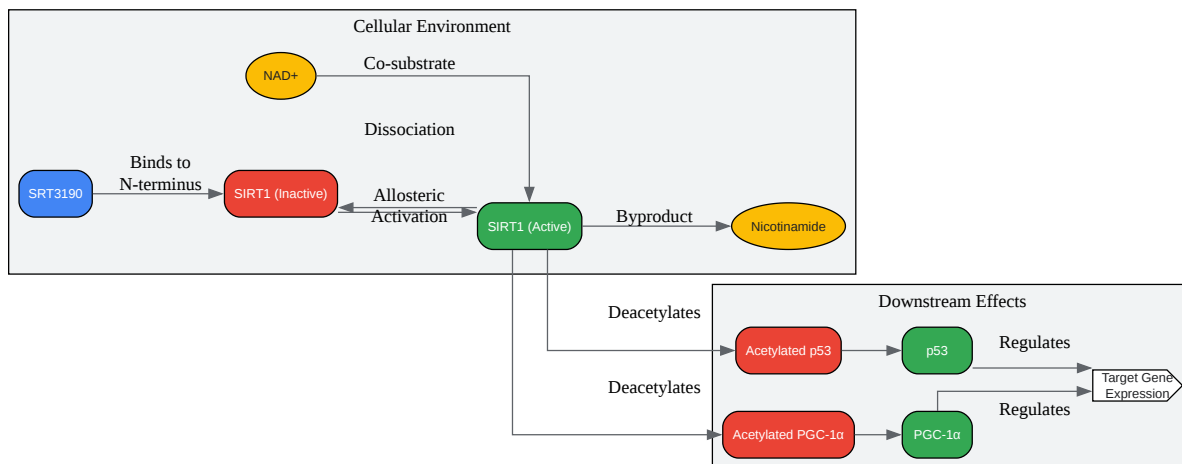 Cellular Environment
NAD+
Co-substrate
Dissociation
SRT3190
Binds to
N-terminus
SIRT1 (Inactive)
Allosteric
Activation
SIRT1 (Active)
Byproduct
Nicotinamide
Downstream Effects
Deacetylates
Acetylated p53
p53
Regulates
Target Gene
Expression
Deacetylates
Acetylated PGC-1α
PGC-1α
Regulates